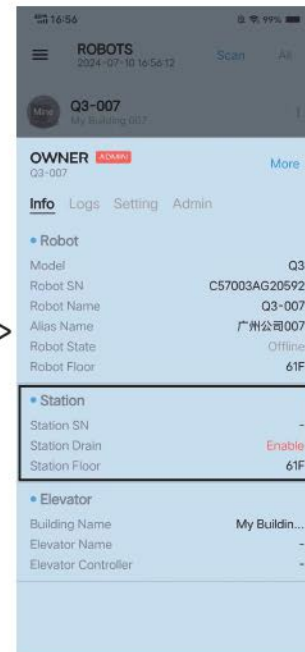 16:56 99%
ROBOTS Scan All
2024-07-10 16:56:12
Mine Q3-007
My Building 007
OWNER ADMIN More
Q3-007
Info Logs Setting Admin
• Robot
Model Q3
Robot SN C57003AG20592
Robot Name Q3-007
Alias Name 广州公司007
Robot State Offline
Robot Floor 61F
• Station
Station SN -
Station Drain Enable
Station Floor 61F
• Elevator
Building Name My Buildin...
Elevator Name -
Elevator Controller -